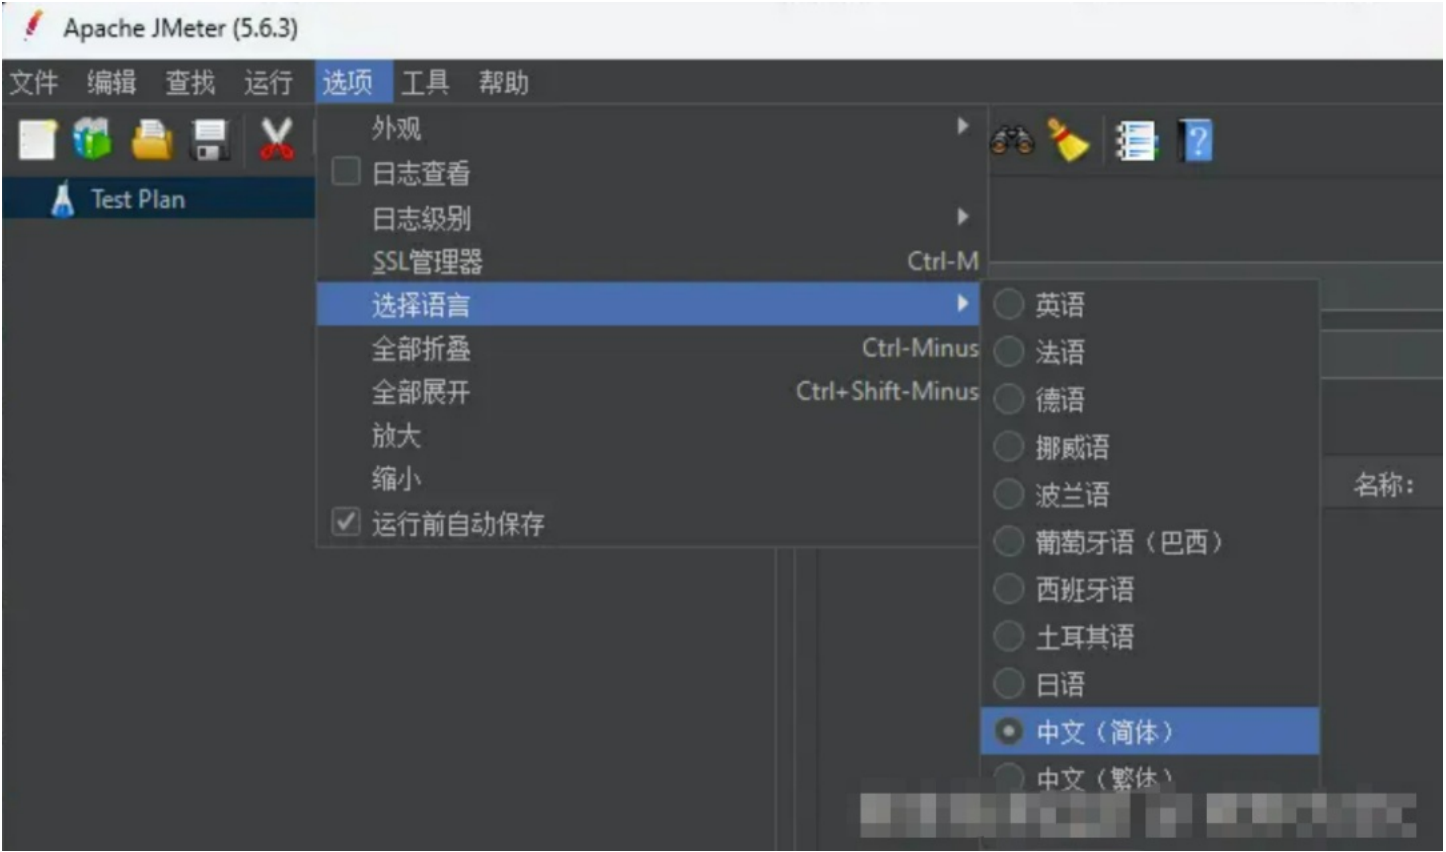 Apache JMeter (5.6.3)
文件 编辑 查找 运行 选项 工具 帮助
Test Plan
外观
日志查看
日志级别
SSL管理器 Ctrl-M
选择语言
全部折叠 Ctrl-Minus
全部展开 Ctrl+Shift-Minus
放大
缩小
运行前自动保存
英语
法语
德语
挪威语
波兰语
葡萄牙语（巴西）
西班牙语
土耳其语
日语
中文（简体）
中文（繁体）
名称：